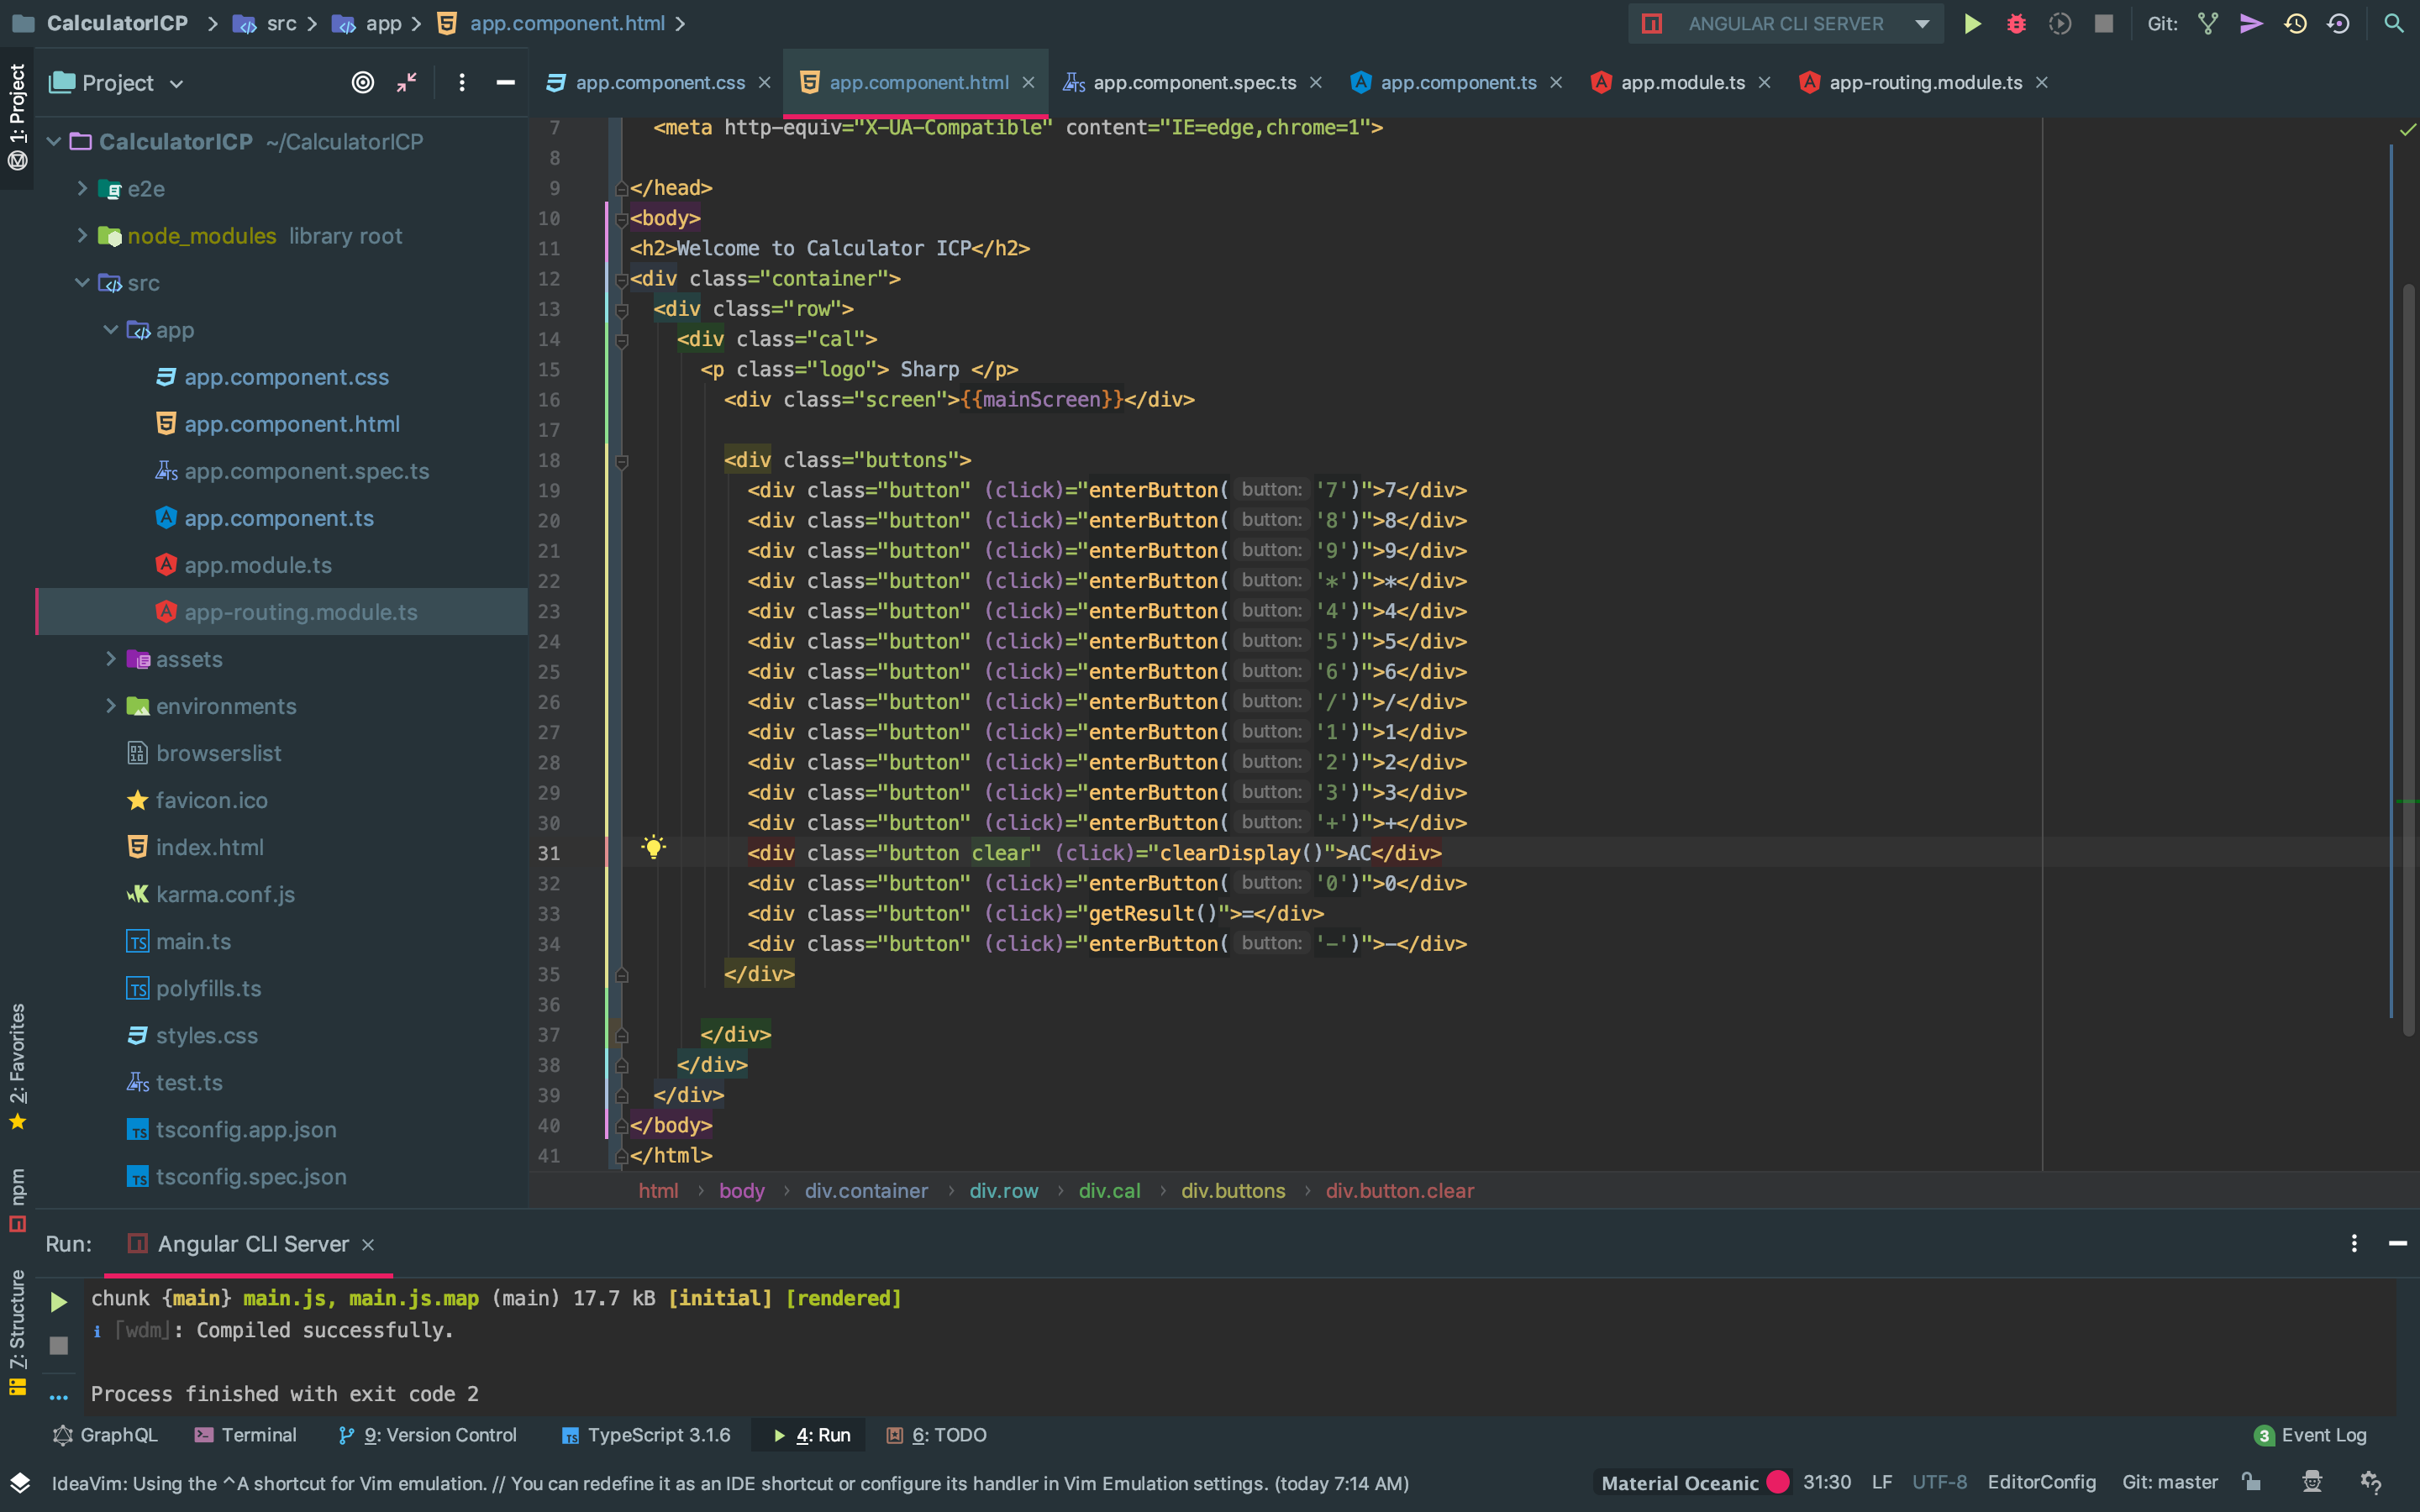 CalculatorICP > src > app > app.component.html >
ANGULAR CLI SERVER
Git:
1: Project
Project
app.component.css
app.component.html
app.component.spec.ts
app.component.ts
app.module.ts
app-routing.module.ts
CalculatorICP ~/CalculatorICP
e2e
node_modules library root
src
app
app.component.css
app.component.html
app.component.spec.ts
app.component.ts
app.module.ts
app-routing.module.ts
assets
environments
browserslist
favicon.ico
index.html
karma.conf.js
main.ts
polyfills.ts
styles.css
test.ts
tsconfig.app.json
tsconfig.spec.json
2: Favorites
npm
7: Structure
7 <meta http-equiv="X-UA-Compatible" content="IE=edge,chrome=1">
8
9 </head>
10 <body>
11 <h2>Welcome to Calculator ICP</h2>
12 <div class="container">
13 <div class="row">
14 <div class="cal">
15 <p class="logo"> Sharp </p>
16 <div class="screen">{{mainScreen}}</div>
17
18 <div class="buttons">
19 <div class="button" (click)="enterButton( button: '7')">7</div>
20 <div class="button" (click)="enterButton( button: '8')">8</div>
21 <div class="button" (click)="enterButton( button: '9')">9</div>
22 <div class="button" (click)="enterButton( button: '*')">*</div>
23 <div class="button" (click)="enterButton( button: '4')">4</div>
24 <div class="button" (click)="enterButton( button: '5')">5</div>
25 <div class="button" (click)="enterButton( button: '6')">6</div>
26 <div class="button" (click)="enterButton( button: '/')">/</div>
27 <div class="button" (click)="enterButton( button: '1')">1</div>
28 <div class="button" (click)="enterButton( button: '2')">2</div>
29 <div class="button" (click)="enterButton( button: '3')">3</div>
30 <div class="button" (click)="enterButton( button: '+')">+</div>
31 <div class="button clear" (click)="clearDisplay()">AC</div>
32 <div class="button" (click)="enterButton( button: '0')">0</div>
33 <div class="button" (click)="getResult()">=</div>
34 <div class="button" (click)="enterButton( button: '-')">-</div>
35 </div>
36
37 </div>
38 </div>
39 </div>
40 </body>
41 </html>
html > body > div.container > div.row > div.cal > div.buttons > div.button.clear
Run: Angular CLI Server
chunk {main} main.js, main.js.map (main) 17.7 kB [initial] [rendered]
i ｢wdm｣: Compiled successfully.
Process finished with exit code 2
GraphQL Terminal 9: Version Control TypeScript 3.1.6 4: Run 6: TODO 3 Event Log
IdeaVim: Using the ^A shortcut for Vim emulation. // You can redefine it as an IDE shortcut or configure its handler in Vim Emulation settings. (today 7:14 AM) Material Oceanic 31:30 LF UTF-8 EditorConfig Git: master